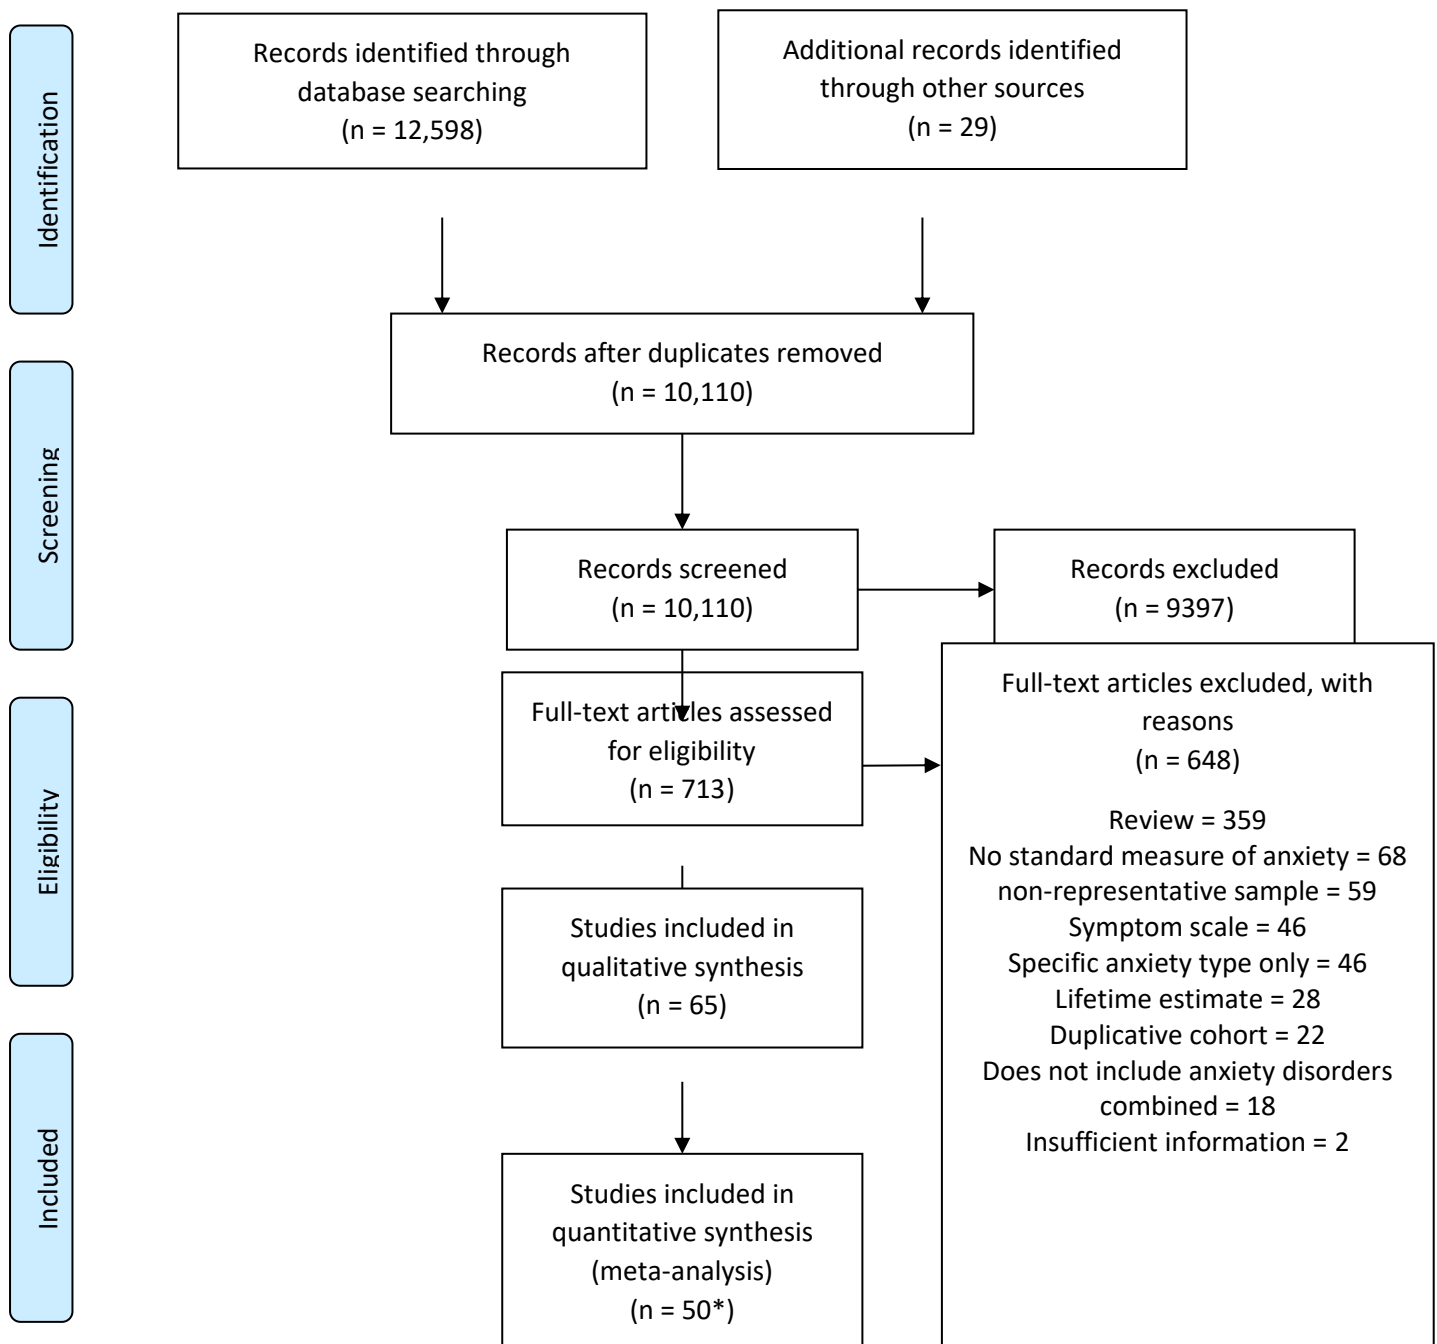 Identification
Records identified through
database searching
(n = 12,598)
Additional records identified
through other sources
(n = 29)
Records after duplicates removed
(n = 10,110)
Screening
Records screened
(n = 10,110)
Records excluded
(n = 9397)
Eligibility
Full-text articles assessed
for eligibility
(n = 713)
Full-text articles excluded, with
reasons
(n = 648)
Review = 359
No standard measure of anxiety = 68
non-representative sample = 59
Symptom scale = 46
Specific anxiety type only = 46
Lifetime estimate = 28
Duplicative cohort = 22
Does not include anxiety disorders
combined = 18
Insufficient information = 2
Studies included in
qualitative synthesis
(n = 65)
Included
Studies included in
quantitative synthesis
(meta-analysis)
(n = 50*)